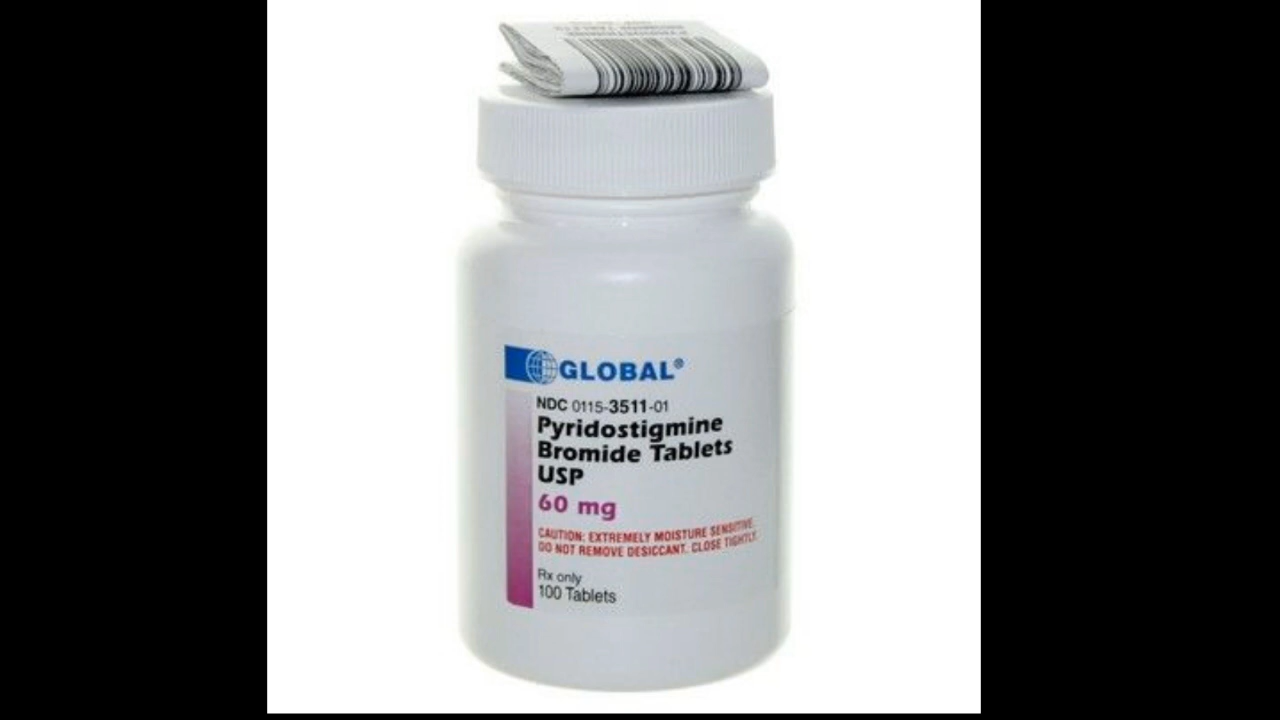 GLOBAL®
NDC 0115-3511-01
Pyridostigmine
Bromide Tablets
USP
60 mg
CAUTION: EXTREMELY MOISTURE SENSITIVE.
DO NOT REMOVE DESICCANT. CLOSE TIGHTLY.
Rx only
100 Tablets